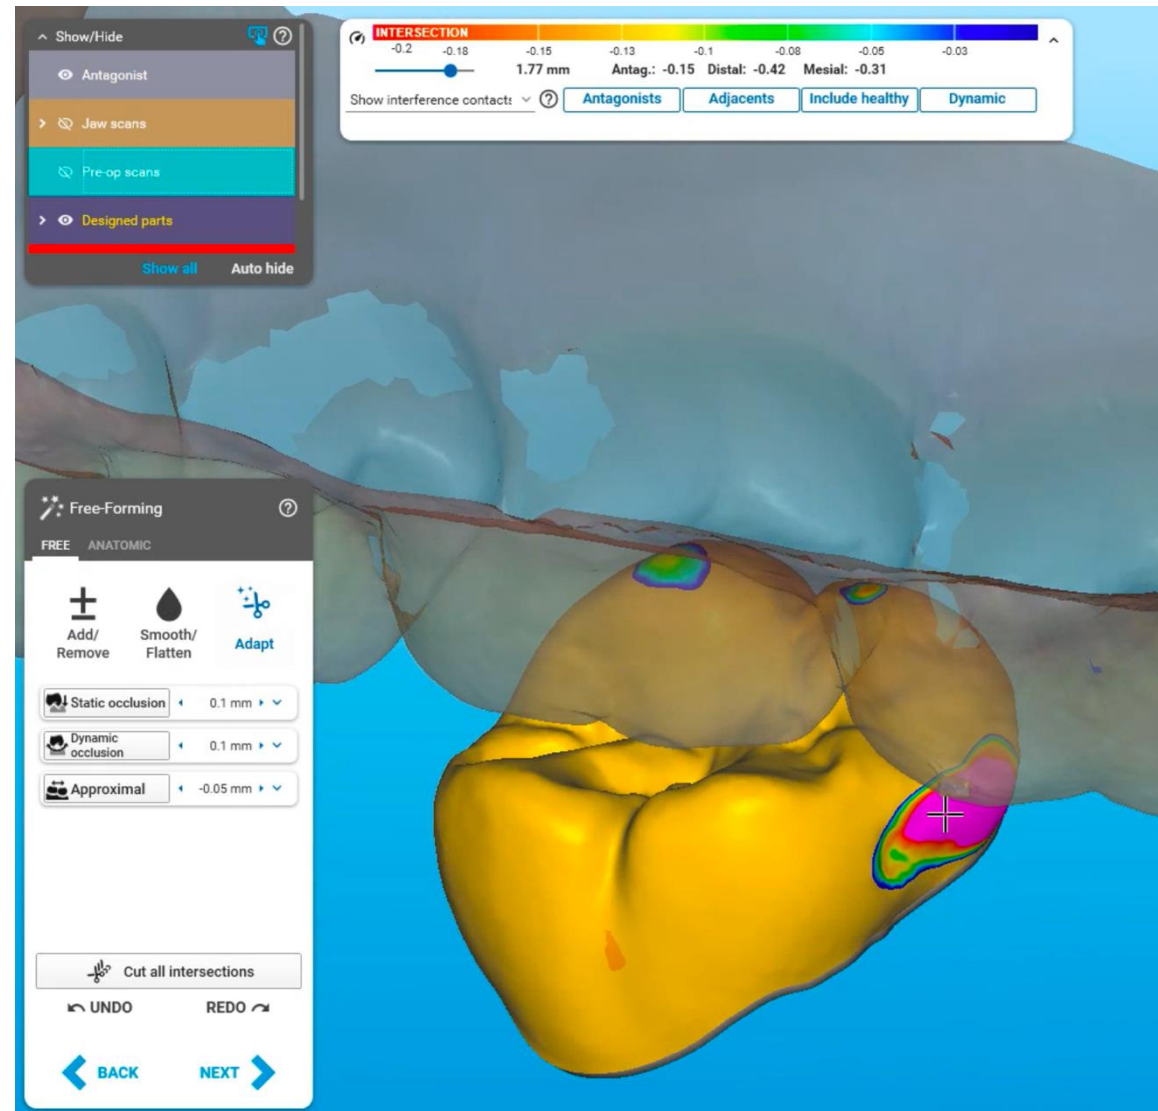 Show/Hide
Antagonist
Jaw scans
Pre-op scans
Designed parts
Show all Auto hide
INTERSECTION
-0.2 -0.18 -0.15 -0.13 -0.1 -0.08 -0.05 -0.03
1.77 mm Antag.: -0.15 Distal: -0.42 Mesial: -0.31
Show interference contacts Antagonists Adjacents Include healthy Dynamic
Free-Forming
FREE ANATOMIC
Add/
Remove
Smooth/
Flatten
Adapt
Static occlusion 0.1 mm
Dynamic
occlusion
0.1 mm
Approximal -0.05 mm
Cut all intersections
UNDO REDO
BACK NEXT